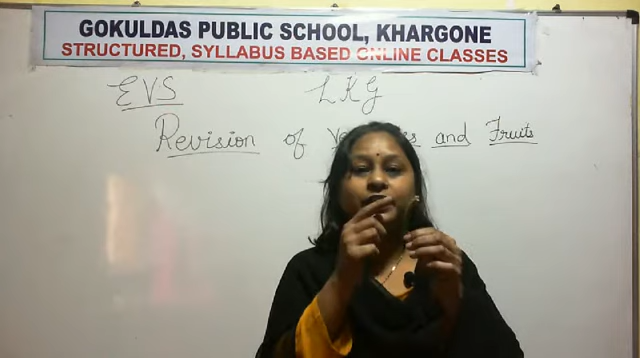 GOKULDAS PUBLIC SCHOOL, KHARGONE
STRUCTURED, SYLLABUS BASED ONLINE CLASSES
EVS LKG
Revision of and Fruits